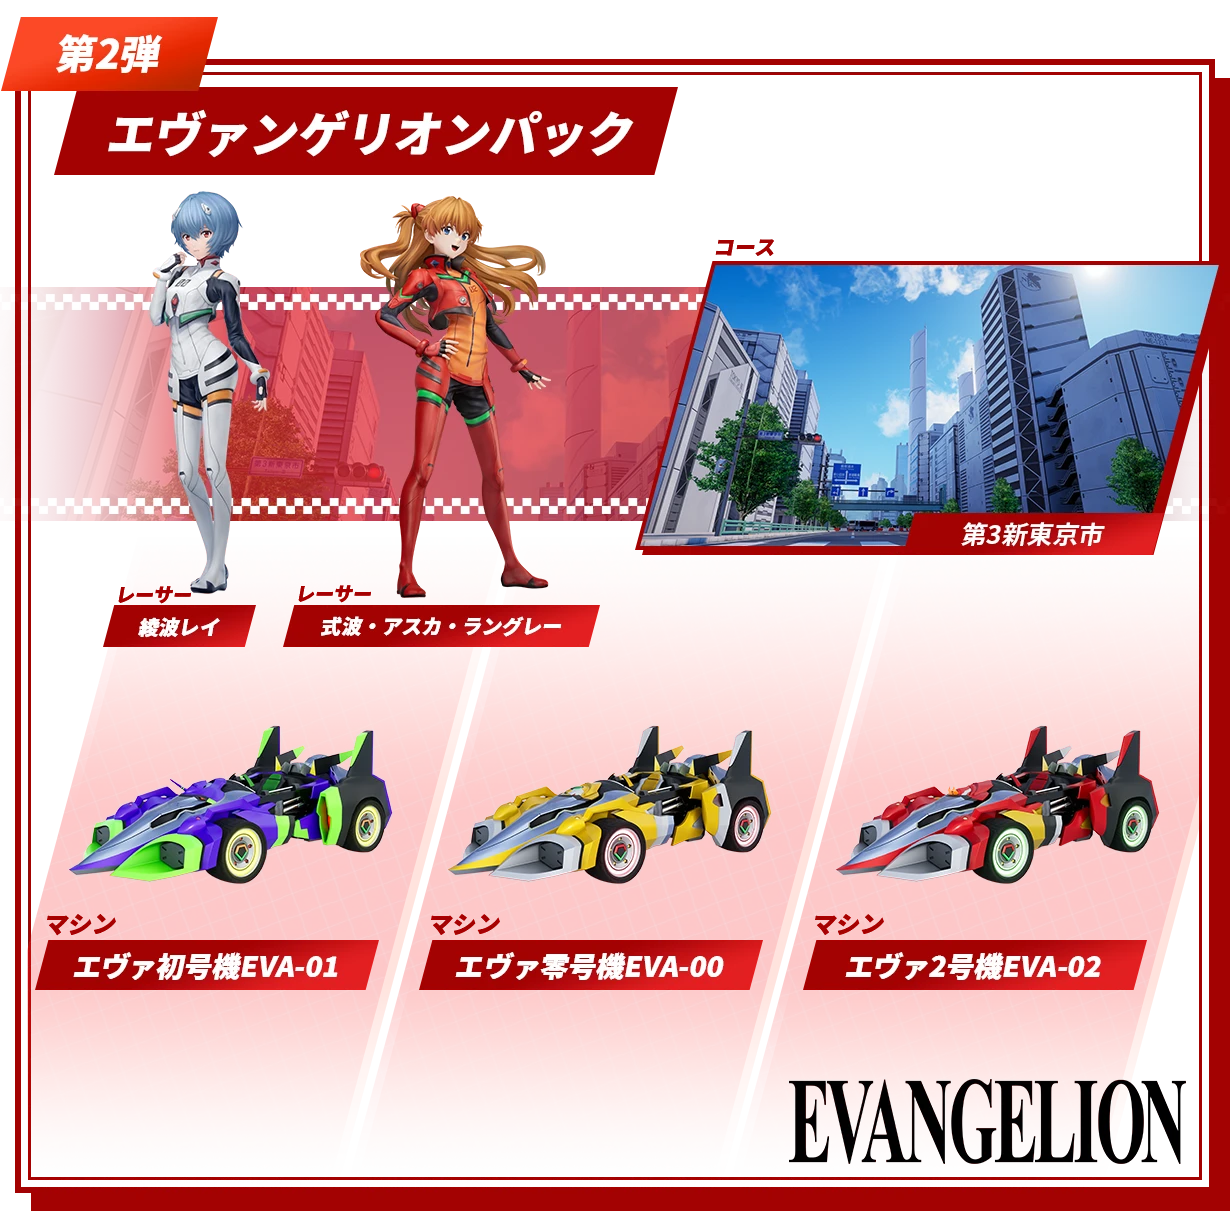 第2弾
エヴァンゲリオンパック
コース
第3新東京市
レーサー
綾波レイ
レーサー
式波・アスカ・ラングレー
マシン
エヴァ初号機EVA-01
マシン
エヴァ零号機EVA-00
マシン
エヴァ2号機EVA-02
EVANGELION